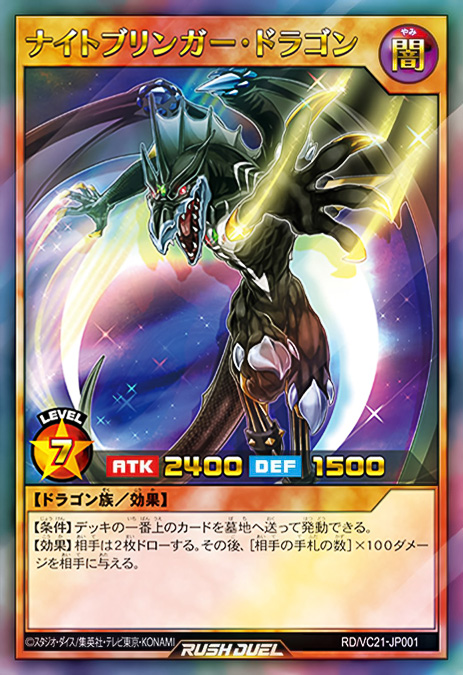 ナイトブリンガー・ドラゴン
やみ
闇
LEVEL
7
ATK 2400 DEF 1500
【ドラゴン族／効果】
【条件】デッキの一番上のカードを墓地へ送って発動できる。
【効果】相手は2枚ドローする。その後、[相手の手札の数]×100ダメ
ージを相手に与える。
©スタジオ・ダイス/集英社・テレビ東京・KONAMI
RUSH DUEL
RD/VC21-JP001